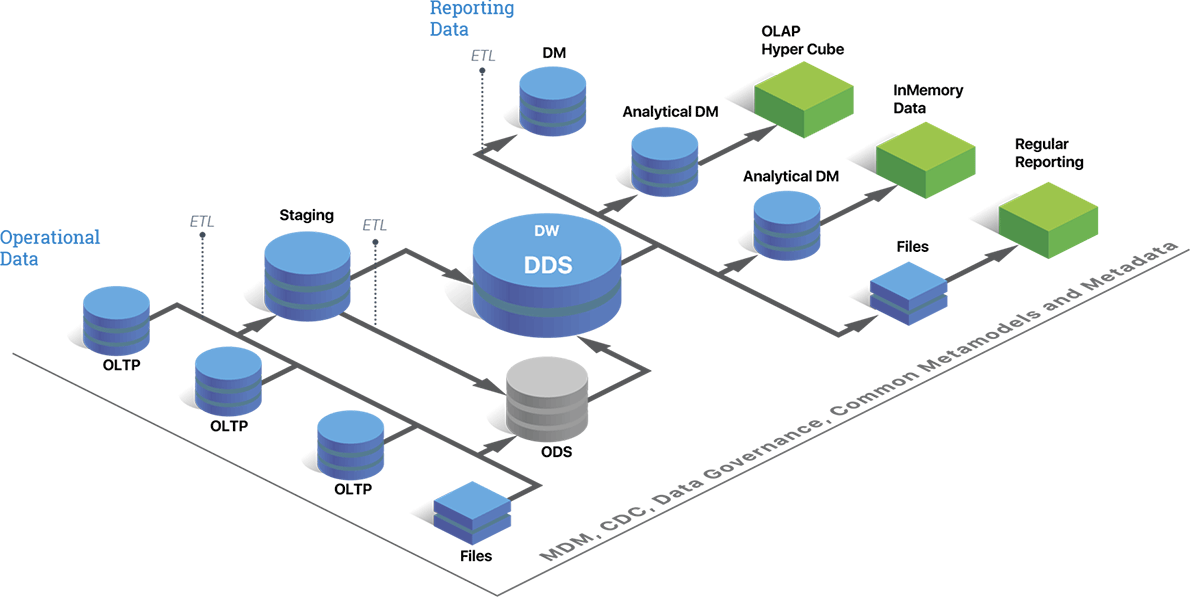 Reporting
Data
ETL
DM
OLAP
Hyper Cube
Analytical DM
InMemory
Data
Regular
Reporting
Analytical DM
Operational
Data
ETL
Staging
ETL
DW
DDS
Files
OLTP
OLTP
OLTP
ODS
Files
MDM, CDC, Data Governance, Common Metamodels and Metadata